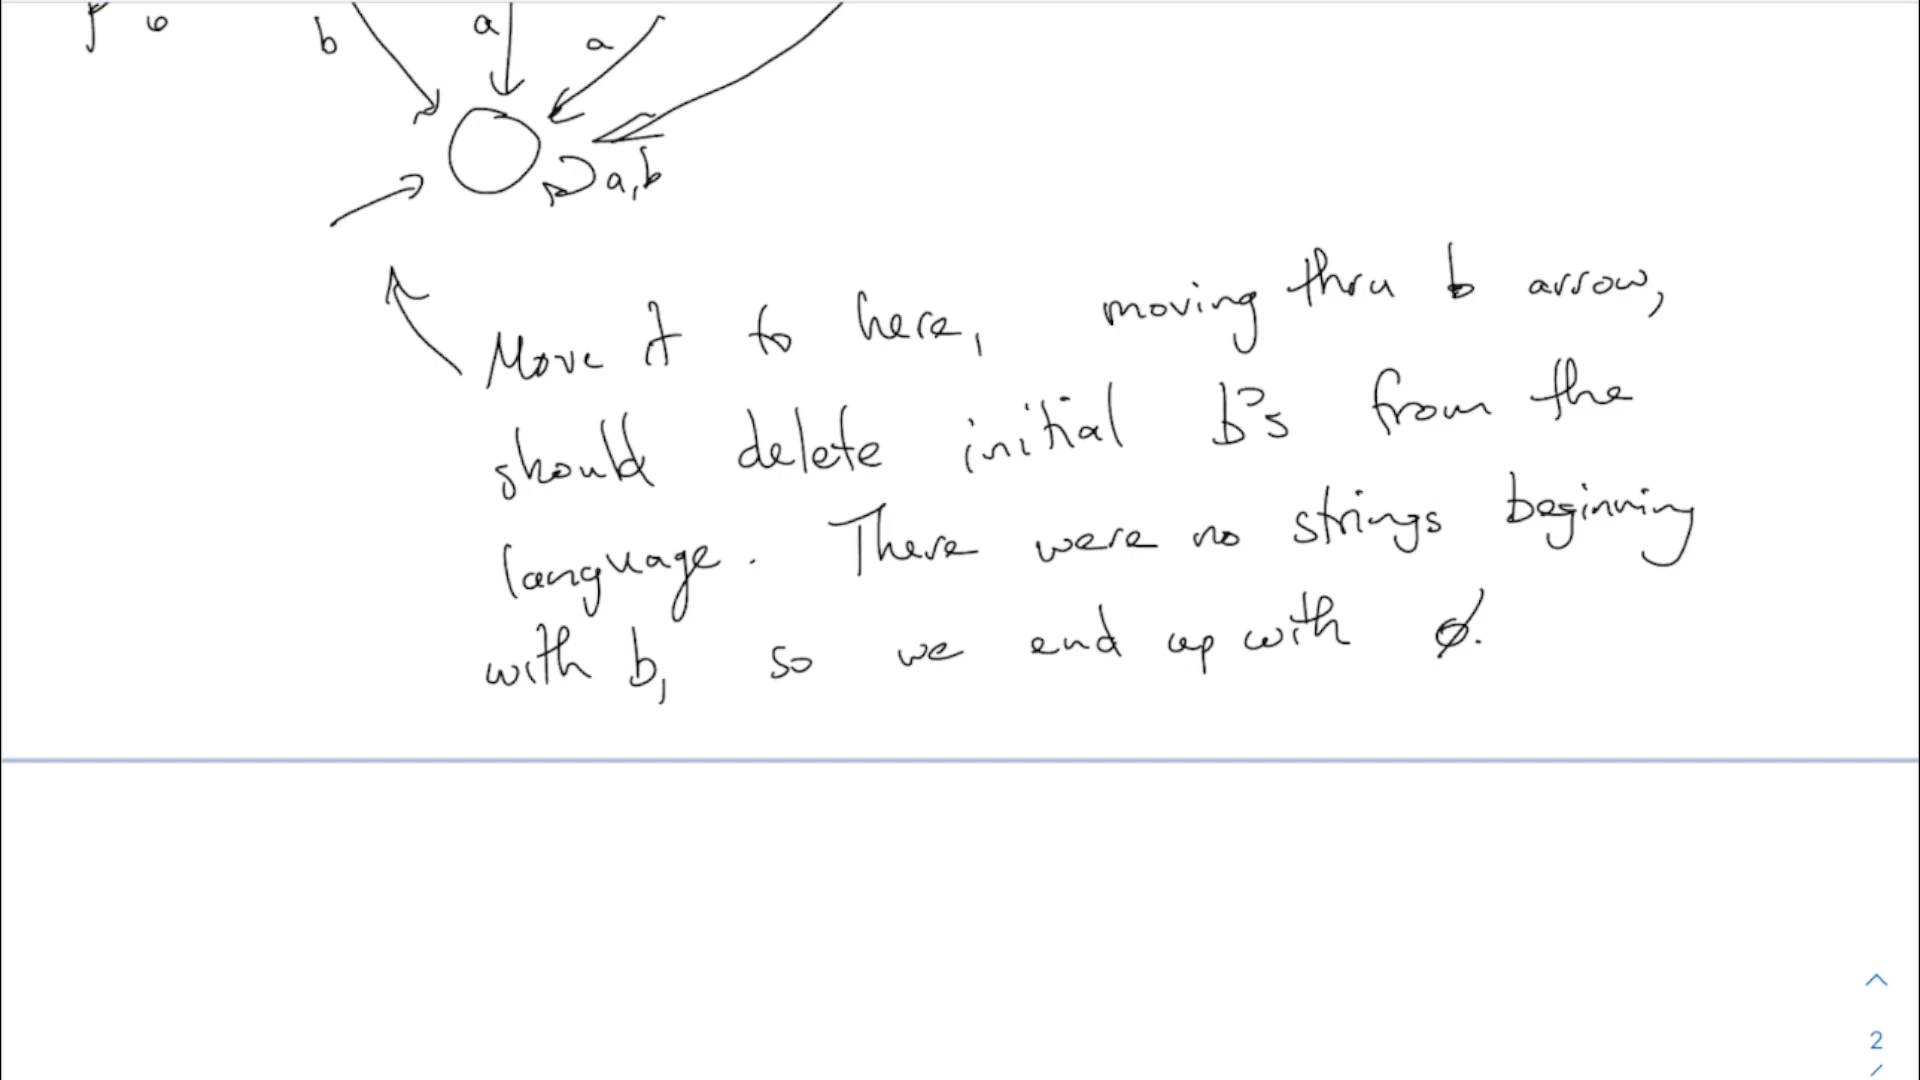 b a a
a,b
Move it to here, moving thru b arrow,
should delete initial b's from the
language. There were no strings beginning
with b, so we end up with ∅.
2